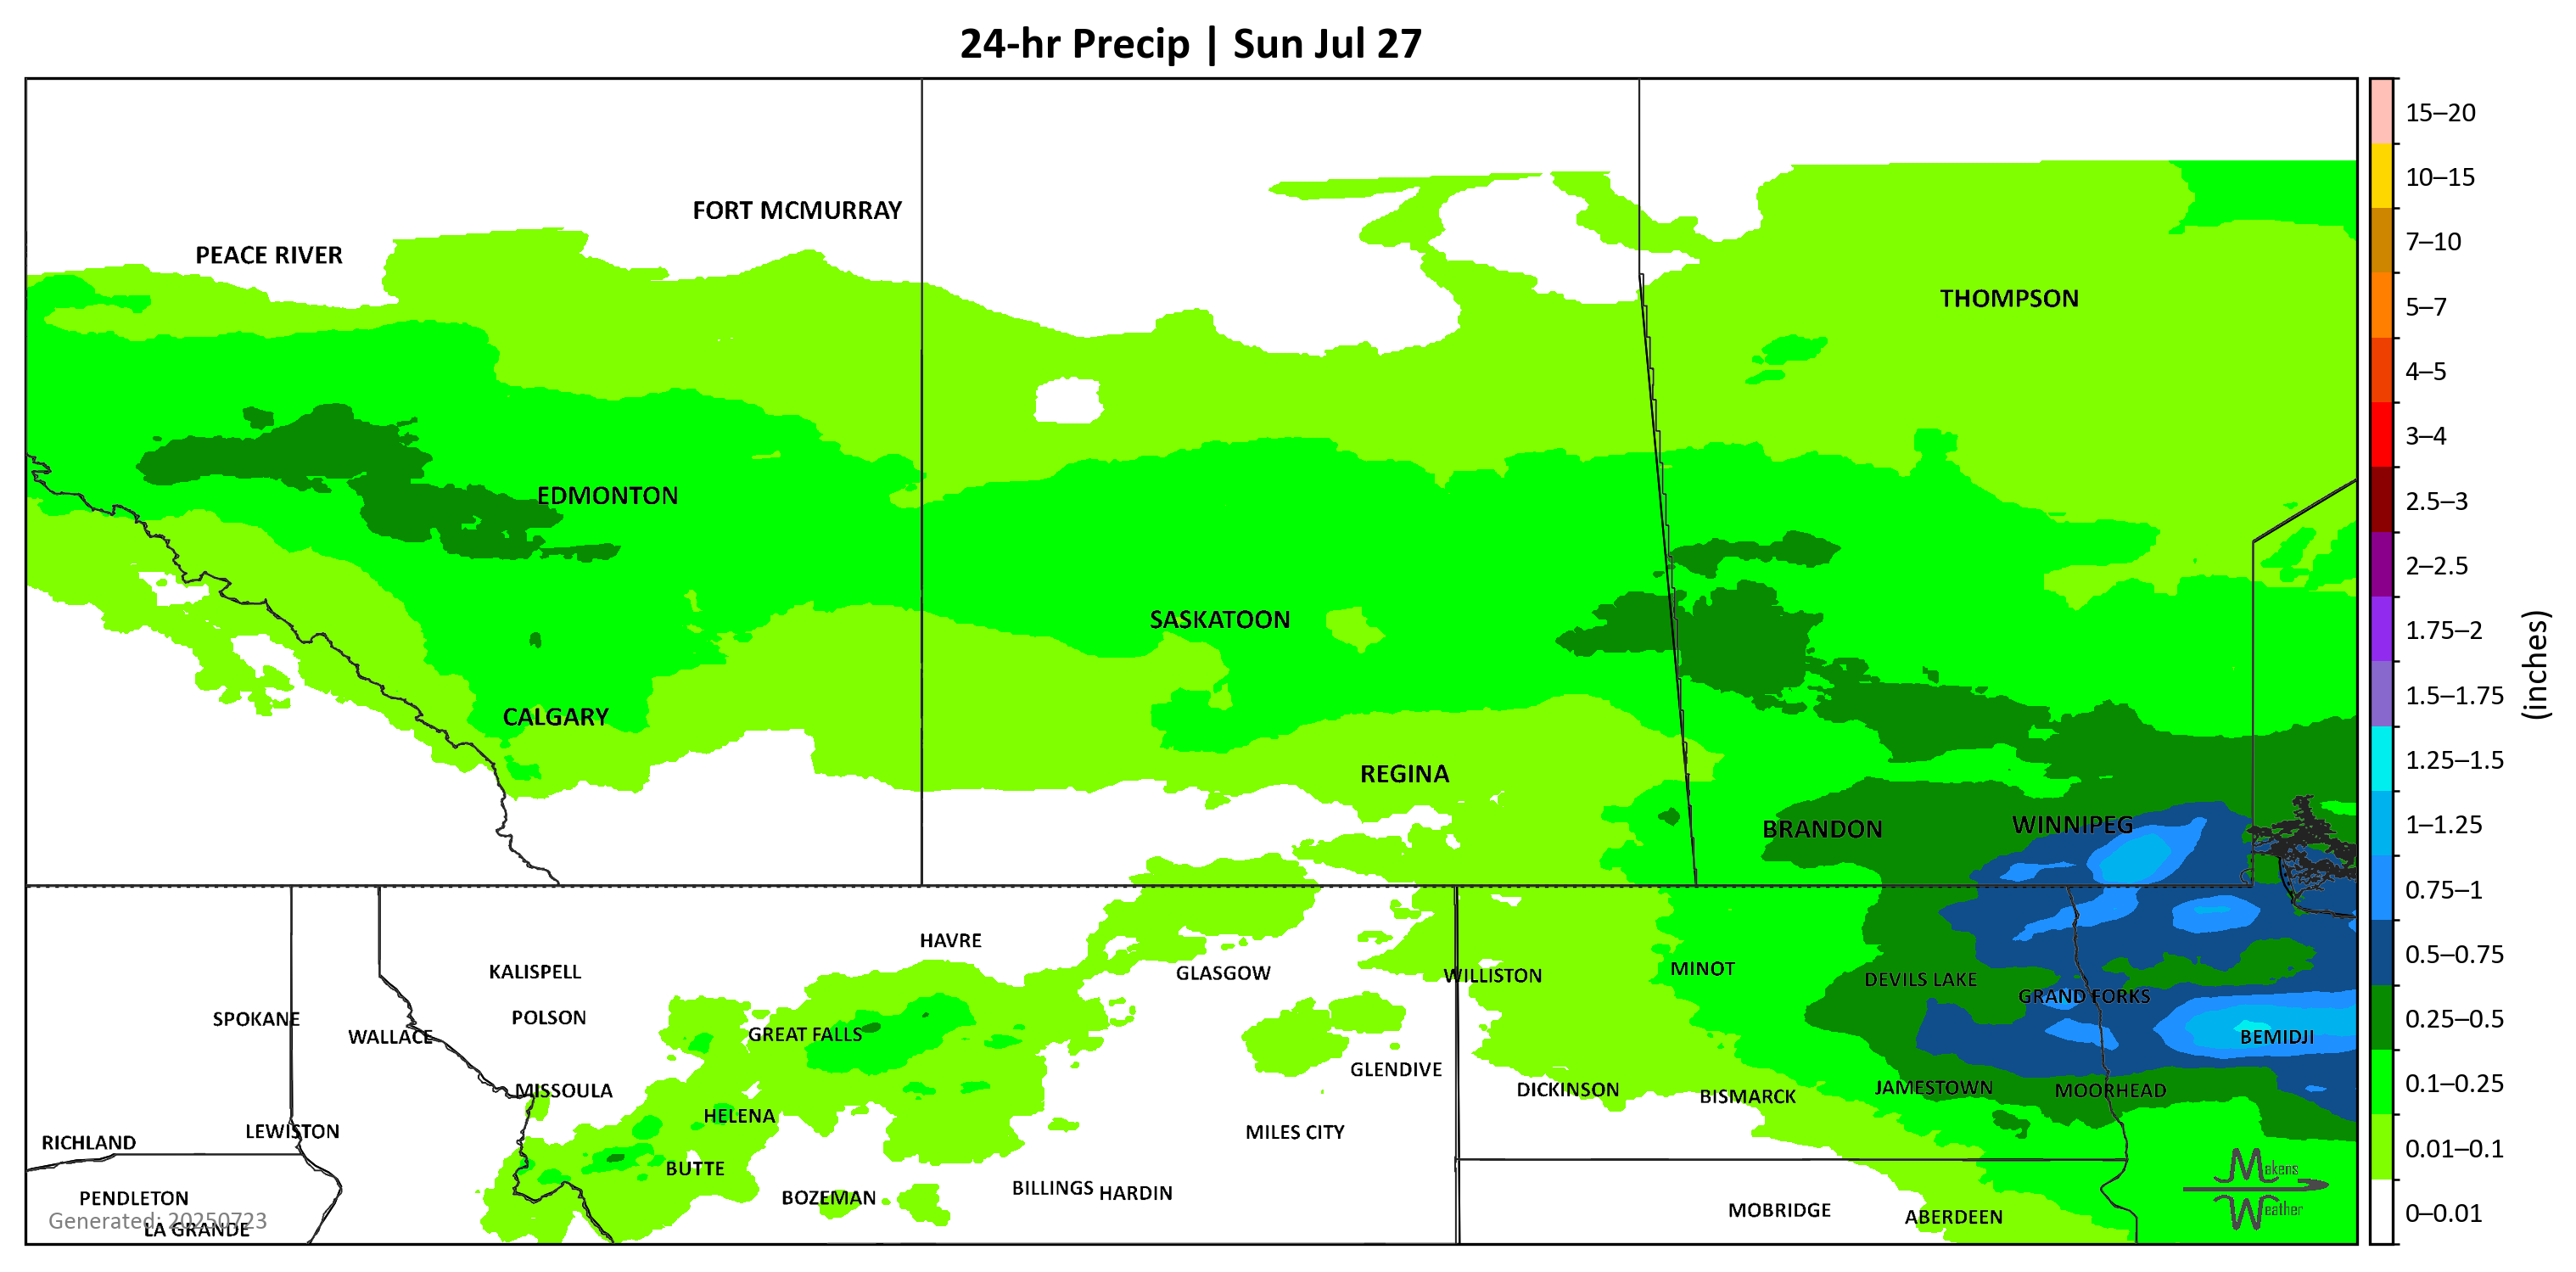 24-hr Precip | Sun Jul 27
FORT MCMURRAY
PEACE RIVER
THOMPSON
EDMONTON
SASKATOON
CALGARY
REGINA
WINNIPEG
BRANDON
HAVRE
KALISPELL
GLASGOW
WILLISTON
MINOT
DEVILS LAKE
GRAND FORKS
SPOKANE
POLSON
WALLACE
GREAT FALLS
BEMIDJI
GLENDIVE
MISSOULA
DICKINSON
BISMARCK
JAMESTOWN
MOORHEAD
HELENA
LEWISTON
RICHLAND
MILES CITY
BUTTE
PENDLETON
BOZEMAN
BILLINGS
HARDIN
MOBRIDGE
ABERDEEN
Generated: 20250723
LA GRANDE
Makens
Weather
15–20
10–15
7–10
5–7
4–5
3–4
2.5–3
2–2.5
1.75–2
1.5–1.75
1.25–1.5
1–1.25
0.75–1
0.5–0.75
0.25–0.5
0.1–0.25
0.01–0.1
0–0.01
(inches)